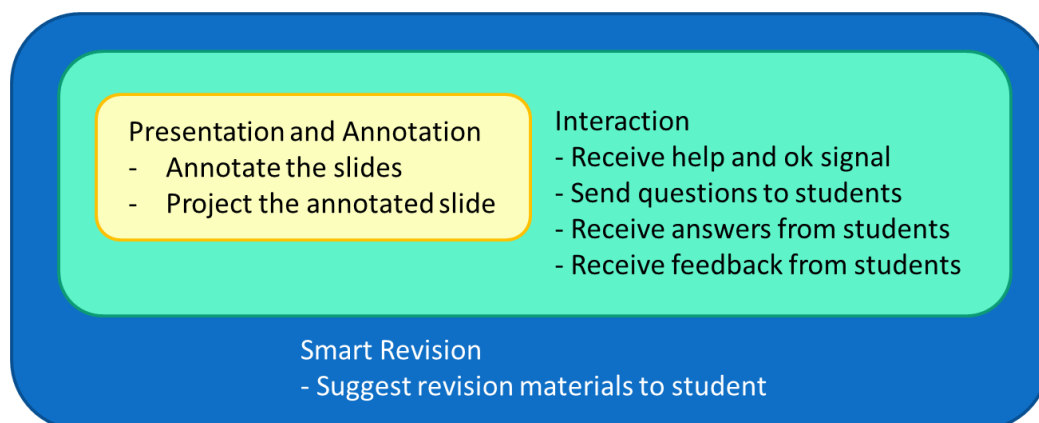 Presentation and Annotation
- Annotate the slides
- Project the annotated slide
Interaction
- Receive help and ok signal
- Send questions to students
- Receive answers from students
- Receive feedback from students
Smart Revision
- Suggest revision materials to student